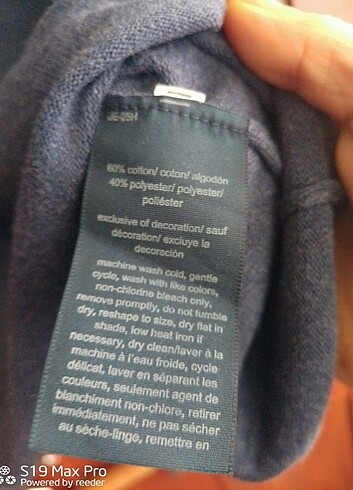 JE-2SH
60% cotton/ coton/ algodón
40% polyester/ polyester/
poliéster
exclusive of decoration/ sauf
décoration/ excluye la
decoración
machine wash cold, gentle
cycle, wash with like colors,
non-chlorine bleach only,
remove promptly, do not tumble
dry, reshape to size, dry flat in
shade, low heat iron if
necessary, dry clean/laver à la
machine à l'eau froide, cycle
délicat, laver en séparant les
couleurs, seulement agent de
blanchiment non-chlore, retirer
immédiatement, ne pas sécher
au sèche-linge, remettre en
S19 Max Pro
Powered by reeder